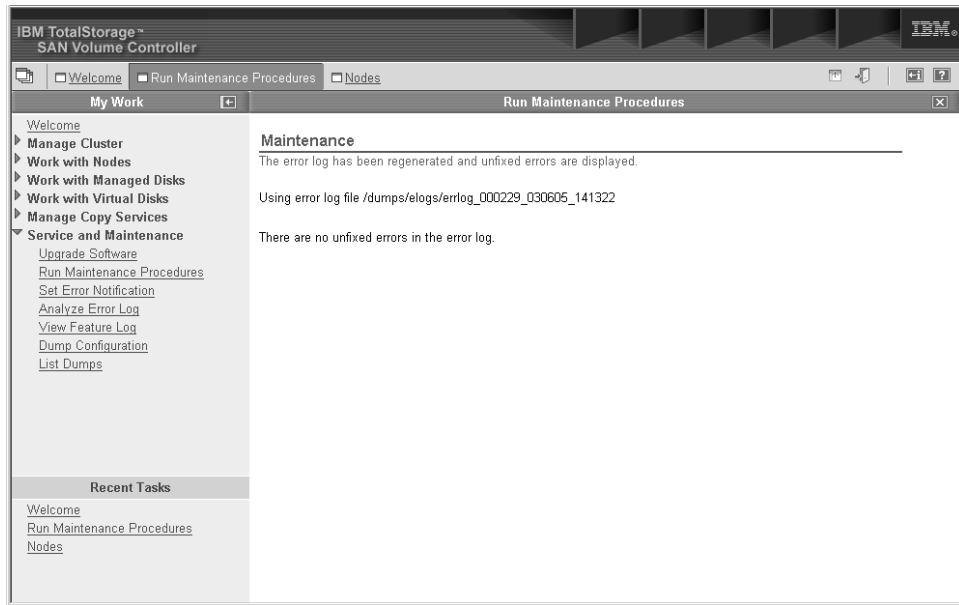 IBM TotalStorage™
SAN Volume Controller
IBM®
Welcome
Run Maintenance Procedures
Nodes
?
My Work
Run Maintenance Procedures
Welcome
Manage Cluster
Work with Nodes
Work with Managed Disks
Work with Virtual Disks
Manage Copy Services
Service and Maintenance
Upgrade Software
Run Maintenance Procedures
Set Error Notification
Analyze Error Log
View Feature Log
Dump Configuration
List Dumps
Maintenance
The error log has been regenerated and unfixed errors are displayed.
Using error log file /dumps/elogs/errlog_000229_030605_141322
There are no unfixed errors in the error log.
Recent Tasks
Welcome
Run Maintenance Procedures
Nodes